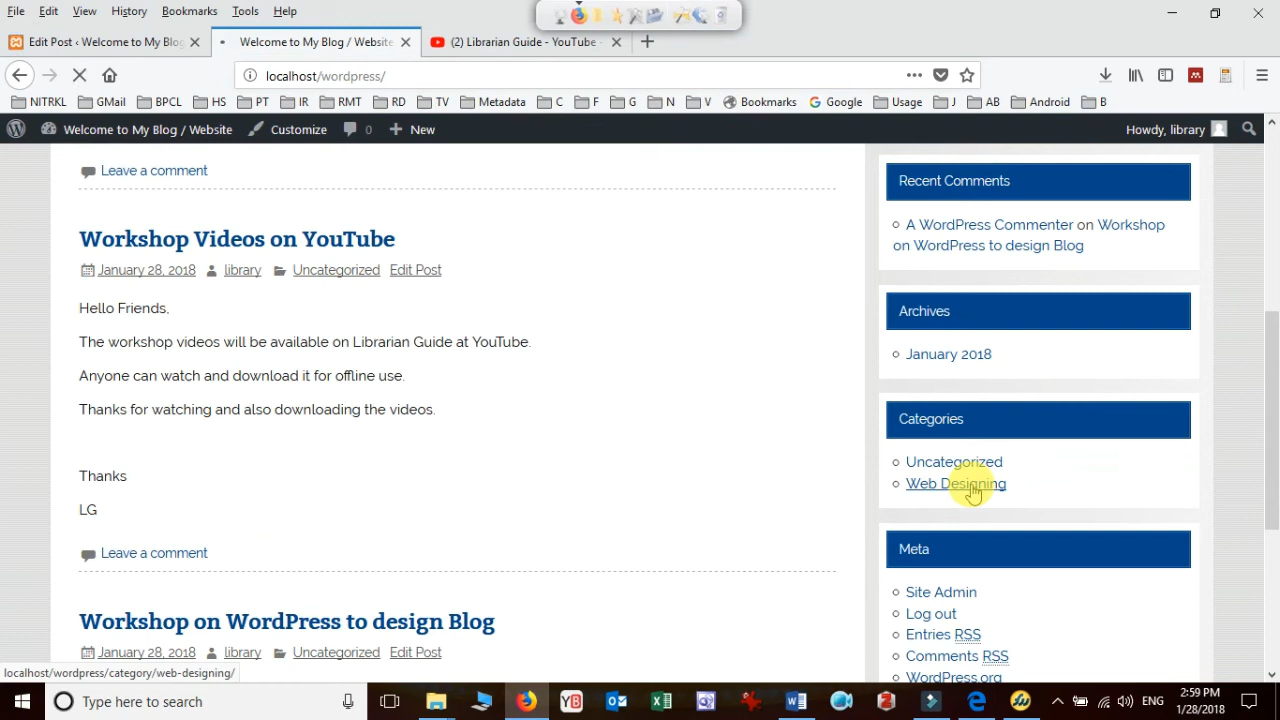 File Edit View History Bookmarks Tools Help
Edit Post ‹ Welcome to My Blog
Welcome to My Blog / Website
(2) Librarian Guide - YouTube -
localhost/wordpress/
NITRKL GMail BPCL HS PT IR RMT RD TV Metadata C F G N V Bookmarks Google Usage J AB Android B
Welcome to My Blog / Website Customize 0 New Howdy, library
Leave a comment
Workshop Videos on YouTube
January 28, 2018 library Uncategorized Edit Post
Hello Friends,
The workshop videos will be available on Librarian Guide at YouTube.
Anyone can watch and download it for offline use.
Thanks for watching and also downloading the videos.
Thanks
LG
Leave a comment
Workshop on WordPress to design Blog
January 28, 2018 library Uncategorized Edit Post
Recent Comments
A WordPress Commenter on Workshop
on WordPress to design Blog
Archives
January 2018
Categories
Uncategorized
Web Designing
Meta
Site Admin
Log out
Entries RSS
Comments RSS
WordPress.org
localhost/wordpress/category/web-designing/
Type here to search
ENG
2:59 PM
1/28/2018